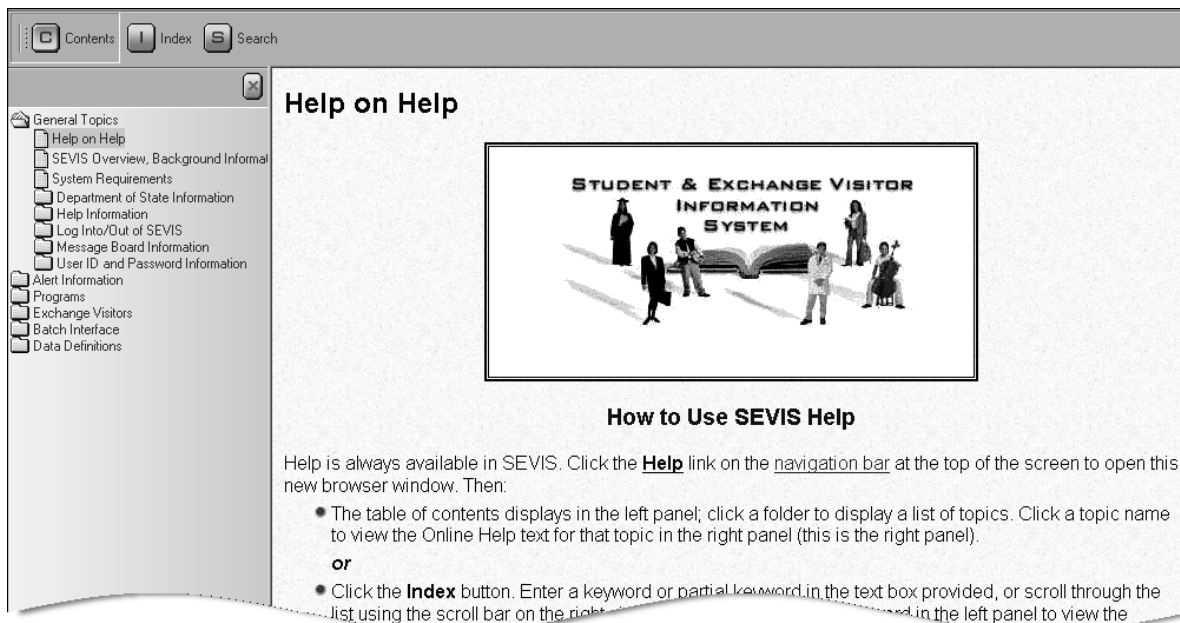 Contents
Index
Search
General Topics
Help on Help
SEVIS Overview, Background Informat
System Requirements
Department of State Information
Help Information
Log Into/Out of SEVIS
Message Board Information
User ID and Password Information
Alert Information
Programs
Exchange Visitors
Batch Interface
Data Definitions
Help on Help
STUDENT & EXCHANGE VISITOR
INFORMATION
SYSTEM
How to Use SEVIS Help
Help is always available in SEVIS. Click the Help link on the navigation bar at the top of the screen to open this
new browser window. Then:
The table of contents displays in the left panel; click a folder to display a list of topics. Click a topic name
to view the Online Help text for that topic in the right panel (this is the right panel).
or
Click the Index button. Enter a keyword or partial keyword in the text box provided, or scroll through the
list using the scroll bar on the right in the left panel to view the